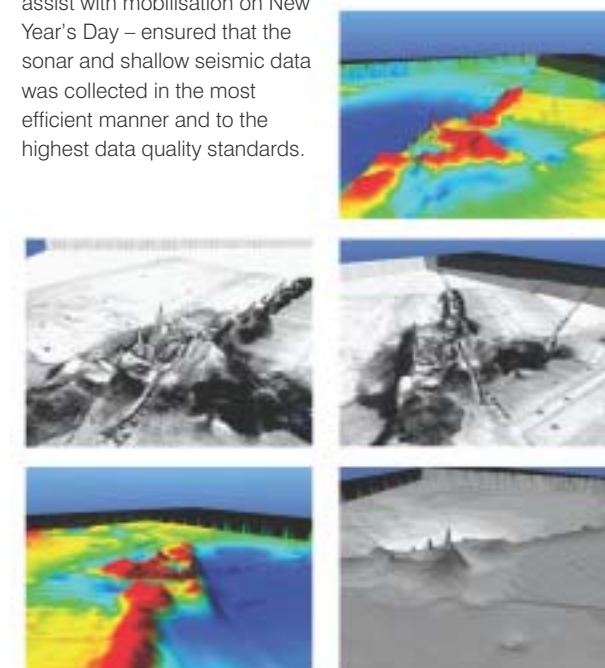 assist with mobilisation on New
Year's Day – ensured that the
sonar and shallow seismic data
was collected in the most
efficient manner and to the
highest data quality standards.